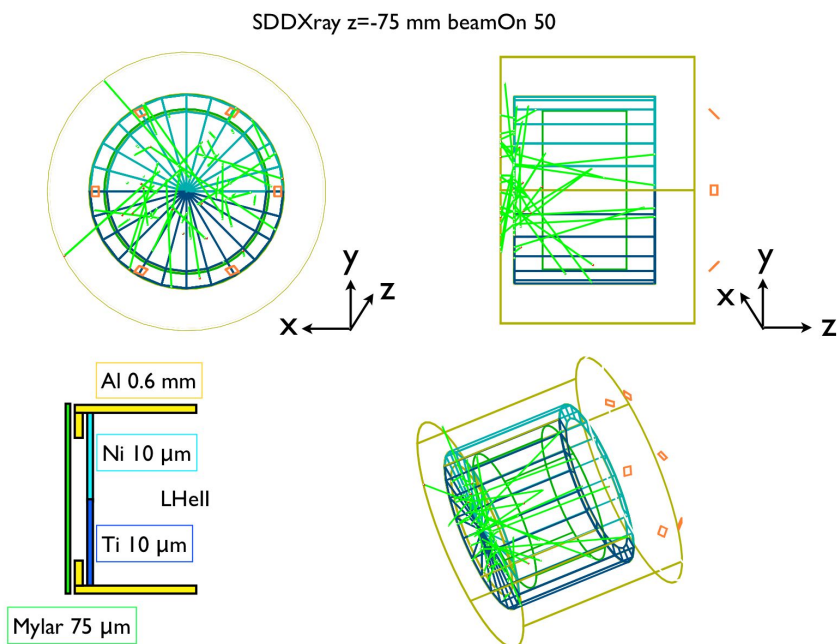 SDDXray z=-75 mm beamOn 50
y
z
x
y
x
z
Al 0.6 mm
Ni 10 µm
LHeII
Ti 10 µm
Mylar 75 µm